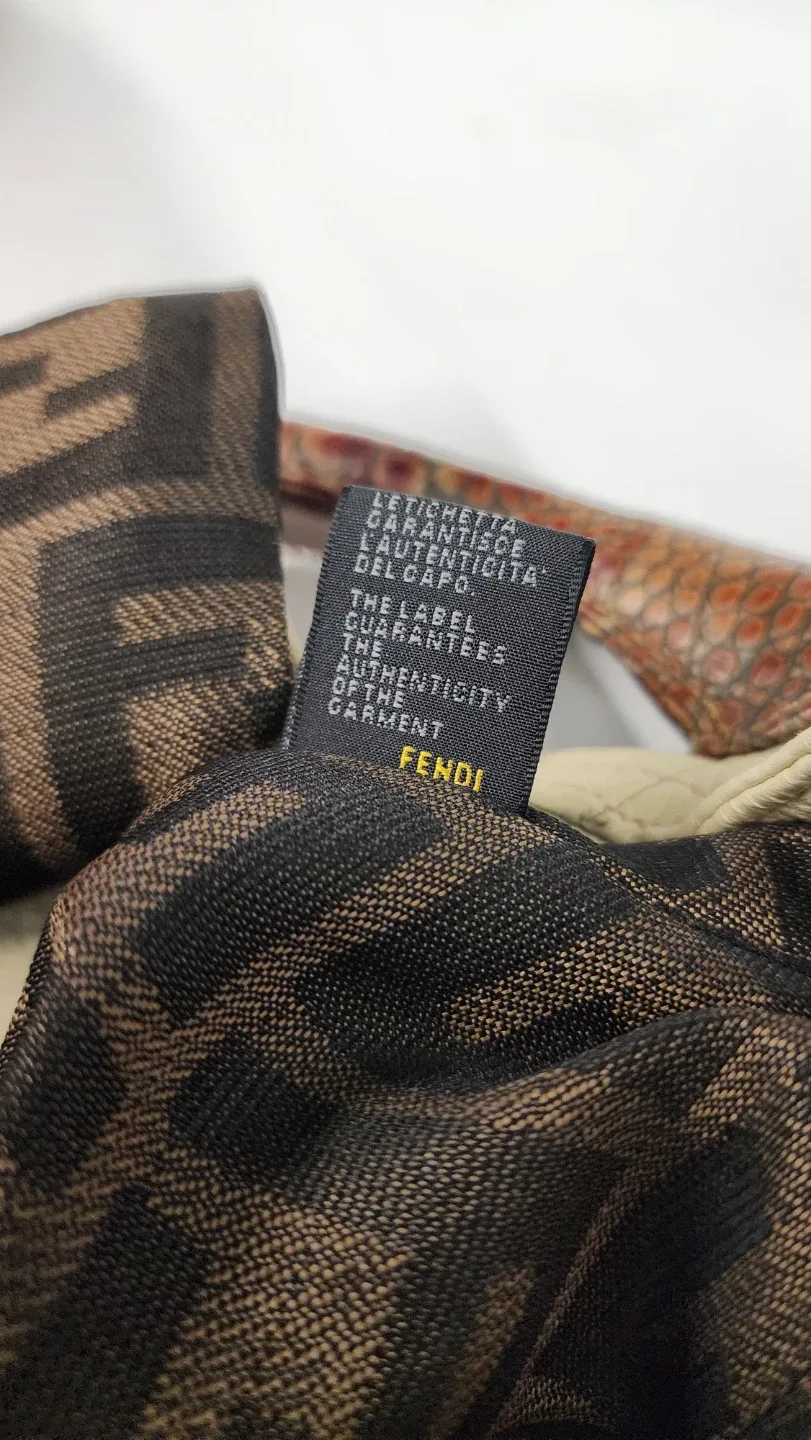 L'ETICHETTA
GARANTISCE
L'AUTENTICITA'
DEL CAPO.
THE LABEL
GUARANTEES
THE
AUTHENTICITY
OF THE
GARMENT
FENDI